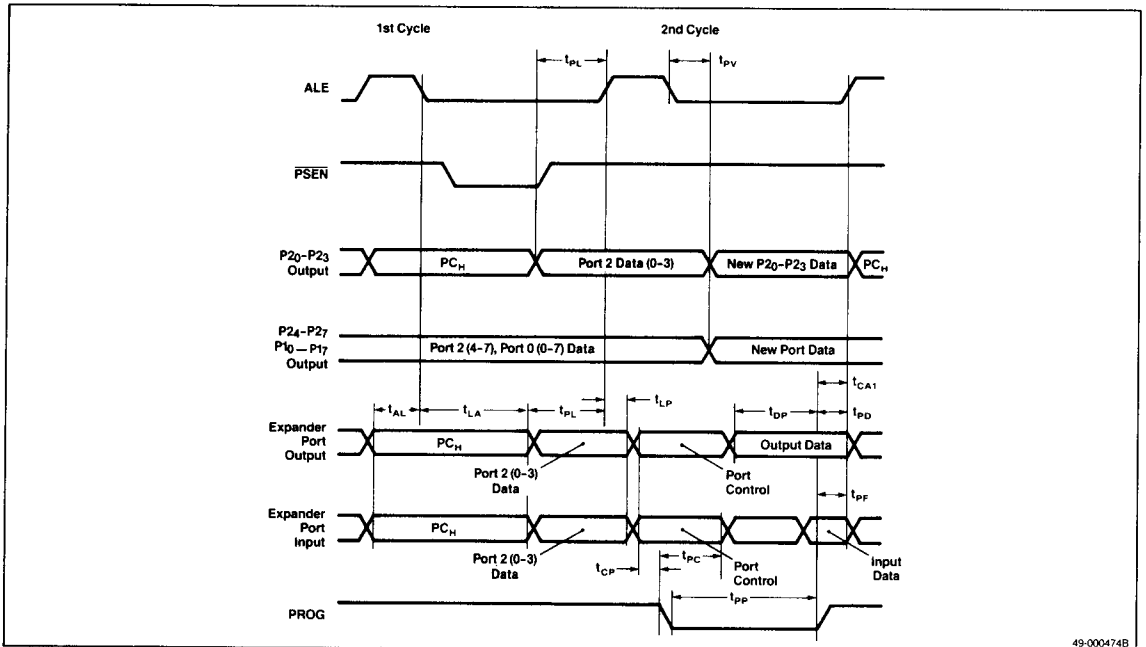 1st Cycle 2nd Cycle
tPL tPV
ALE
PSEN
P20–P23
Output
PCH Port 2 Data (0–3) New P20–P23 Data PCH
P24–P27
P10—P17
Output
Port 2 (4–7), Port 0 (0–7) Data New Port Data
tCA1
tAL tLA tPL tLP tDP tPD
Expander
Port
Output
PCH Output Data
Port 2 (0–3)
Data
Port
Control
tPF
Expander
Port
Input
PCH
Port 2 (0–3)
Data
tCP tPC
Port
Control
Input
Data
tPP
PROG
49-000474B